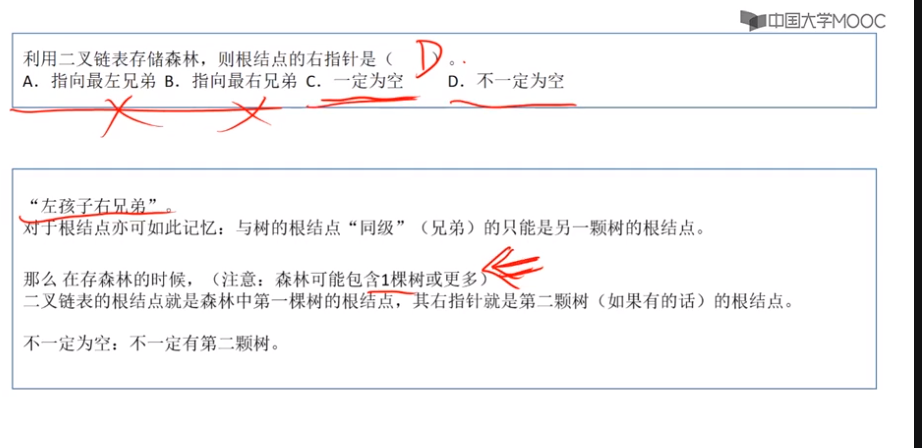 中国大学MOOC
利用二叉链表存储森林，则根结点的右指针是（ D ）。
A．指向最左兄弟 B．指向最右兄弟 C．一定为空 D．不一定为空
“左孩子右兄弟”。
对于根结点亦可如此记忆：与树的根结点“同级”（兄弟）的只能是另一颗树的根结点。
那么 在存森林的时候，（注意：森林可能包含1棵树或更多）
二叉链表的根结点就是森林中第一棵树的根结点，其右指针就是第二颗树（如果有的话）的根结点。
不一定为空：不一定有第二颗树。